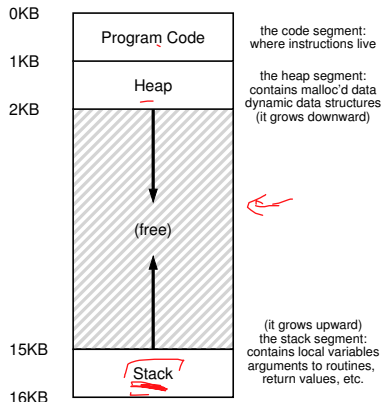 0KB
Program Code
the code segment:
where instructions live
1KB
Heap
the heap segment:
contains malloc'd data
dynamic data structures
(it grows downward)
2KB
(free)
(it grows upward)
the stack segment:
contains local variables
arguments to routines,
return values, etc.
15KB
Stack
16KB